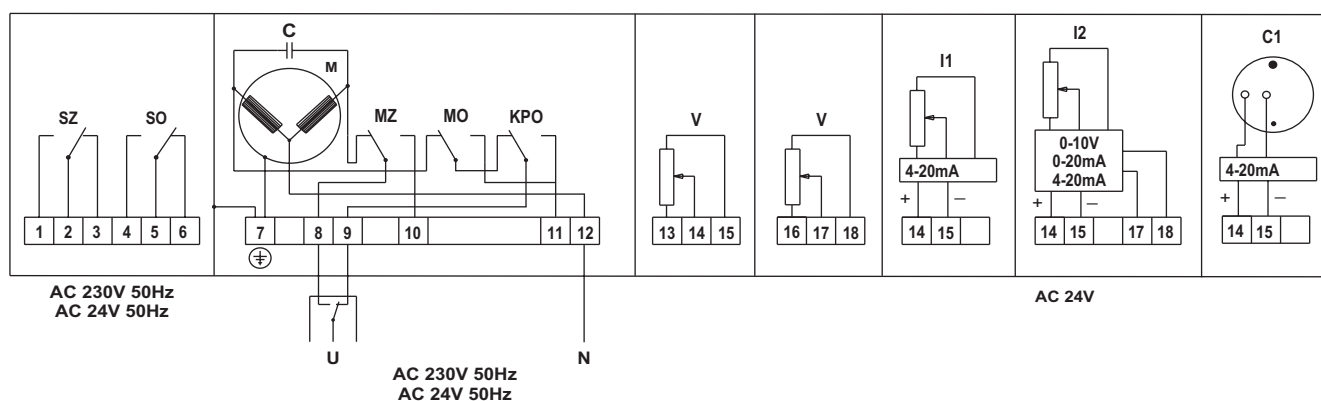 C
M
SZ
SO
MZ
MO
KPO
V
V
I1
I2
C1
0-10V
0-20mA
4-20mA
4-20mA
4-20mA
+ −
+ −
+ −
1 2 3 4 5 6
7 8 9 10 11 12
13 14 15
16 17 18
14 15
14 15 17 18
14 15
AC 230V 50Hz
AC 24V 50Hz
AC 24V
U
N
AC 230V 50Hz
AC 24V 50Hz